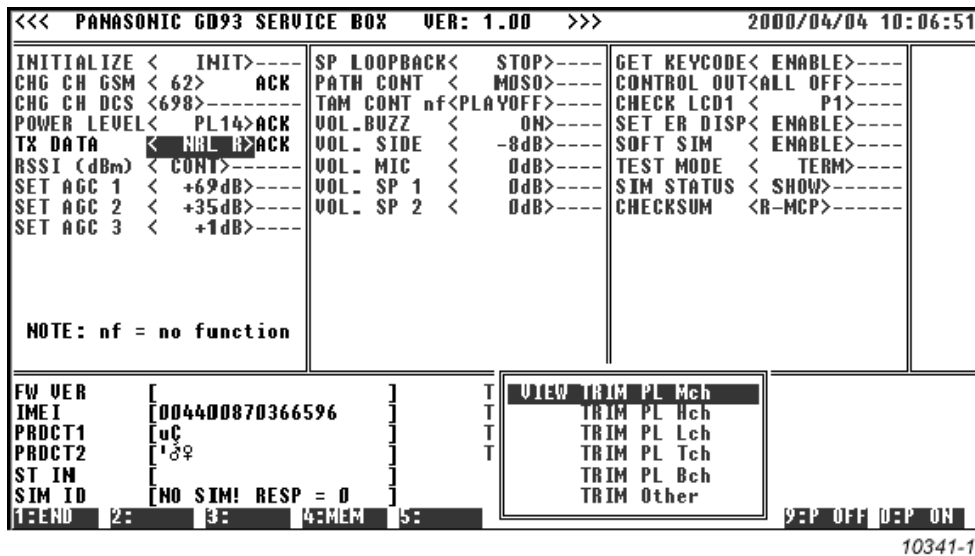 <<< PANASONIC GD93 SERVICE BOX VER: 1.00 >>> 2000/04/04 10:06:51
INITIALIZE < INIT>----
CHG CH GSM < 62> ACK
CHG CH DCS <698>---------
POWER LEVEL< PL14>ACK
TX DATA < NRL R>ACK
RSSI (dBm) < CONT>------
SET AGC 1 < +69dB>----
SET AGC 2 < +35dB>----
SET AGC 3 < +1dB>----
NOTE: nf = no function
SP LOOPBACK< STOP>----
PATH CONT < M0S0>----
TAM CONT nf<PLAYOFF>----
VOL.BUZZ < ON>----
VOL. SIDE < -8dB>----
VOL. MIC < 0dB>----
VOL. SP 1 < 0dB>----
VOL. SP 2 < 0dB>----
GET KEYCODE< ENABLE>----
CONTROL OUT<ALL OFF>----
CHECK LCD1 < P1>----
SET ER DISP< ENABLE>----
SOFT SIM < ENABLE>----
TEST MODE < TERM>----
SIM STATUS < SHOW>------
CHECKSUM <R-MCP>------
FW VER [ ] T
IMEI [004400870366596 ] T
PRDCT1 [uÇ ] T
PRDCT2 ['♂♀ ] T
ST IN [ ]
SIM ID [NO SIM! RESP = 0 ]
VIEW TRIM PL Mch
TRIM PL Hch
TRIM PL Lch
TRIM PL Tch
TRIM PL Bch
TRIM Other
1:END 2: 3: 4:MEM 5: 9:P OFF 0:P ON
10341-1